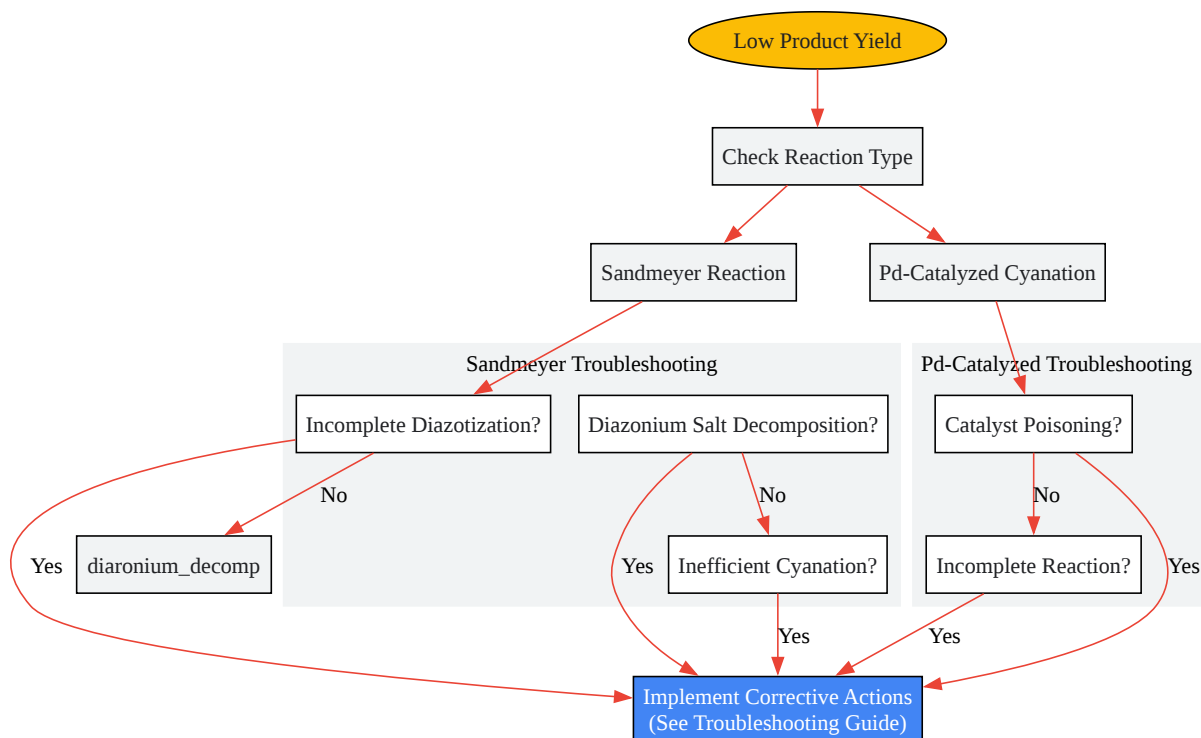 Low Product Yield
Check Reaction Type
Sandmeyer Reaction
Pd-Catalyzed Cyanation
Sandmeyer Troubleshooting
Pd-Catalyzed Troubleshooting
Incomplete Diazotization?
Diazonium Salt Decomposition?
Catalyst Poisoning?
No
No
No
Yes
diaronium_decomp
Yes
Inefficient Cyanation?
Incomplete Reaction?
Yes
Yes
Yes
Implement Corrective Actions
(See Troubleshooting Guide)